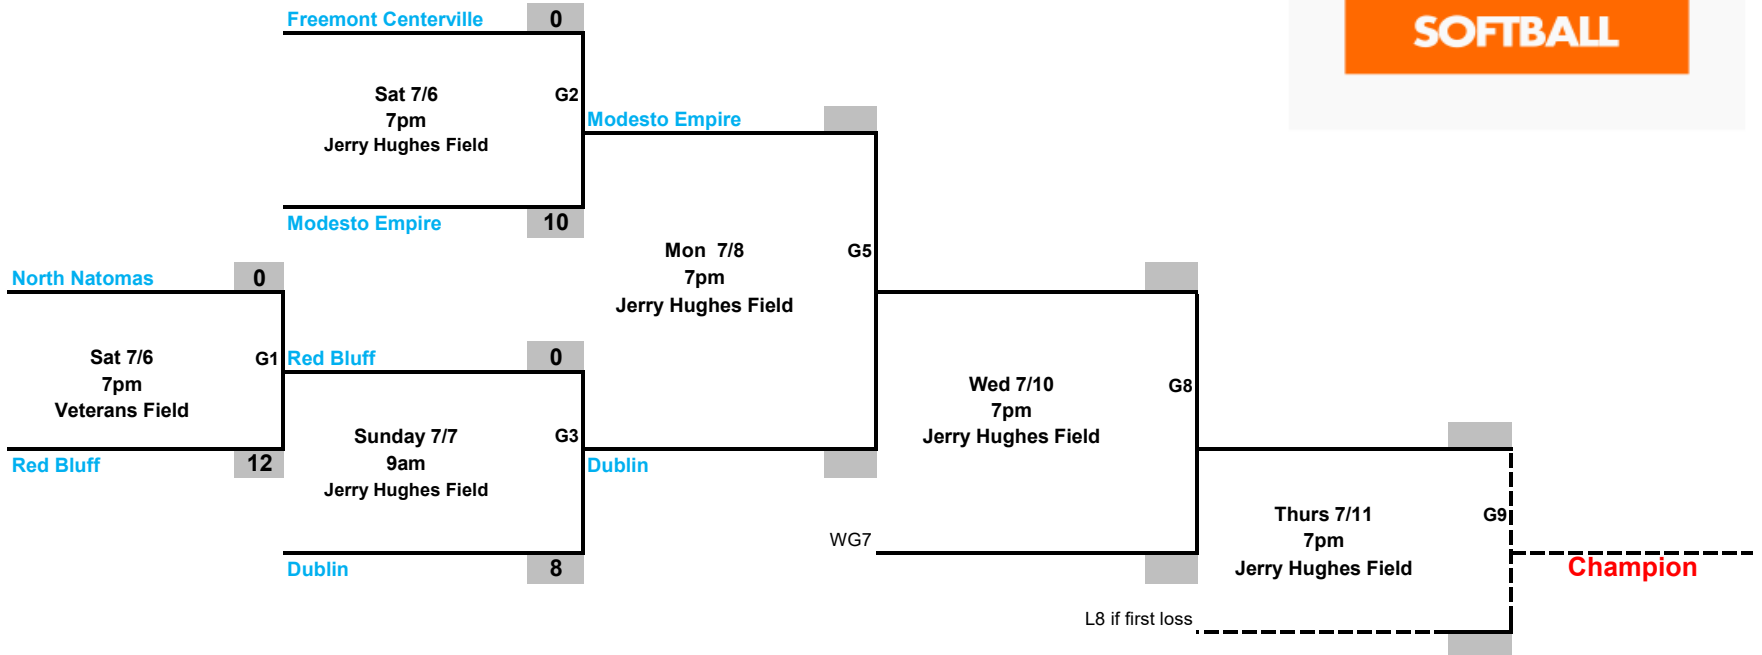 Freemont Centerville 0
SOFTBALL
Sat 7/6
7pm
Jerry Hughes Field
G2
Modesto Empire
Modesto Empire 10
North Natomas 0
Mon 7/8
7pm
Jerry Hughes Field
G5
Sat 7/6
7pm
Veterans Field
G1
Red Bluff 0
Red Bluff 12
Sunday 7/7
9am
Jerry Hughes Field
G3
Dublin
Wed 7/10
7pm
Jerry Hughes Field
G8
WG7
Dublin 8
Thurs 7/11
7pm
Jerry Hughes Field
G9
Champion
L8 if first loss